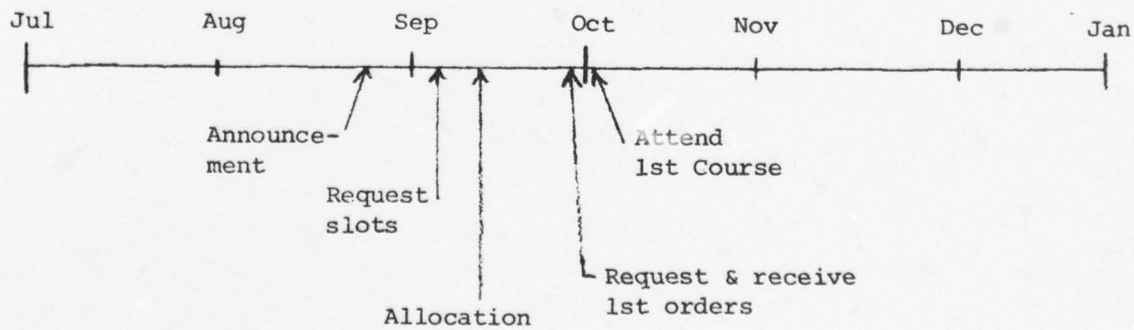 Jul Aug Sep Oct Nov Dec Jan
Announce-
ment
Attend
1st Course
Request
slots
Request & receive
1st orders
Allocation